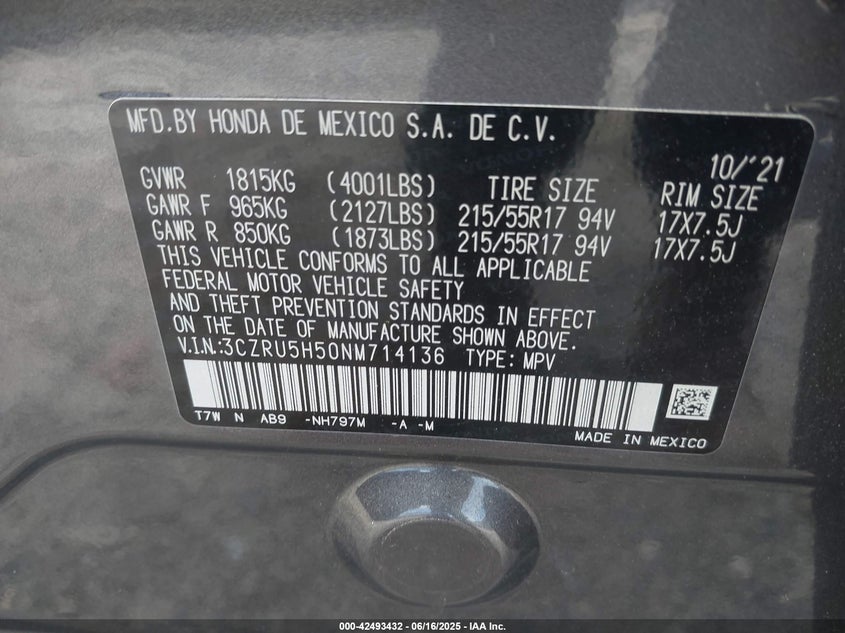 MFD.BY HONDA DE MEXICO S.A. DE C.V.
10/'21
GVWR 1815KG (4001LBS) TIRE SIZE RIM SIZE
GAWR F 965KG (2127LBS) 215/55R17 94V 17X7.5J
GAWR R 850KG (1873LBS) 215/55R17 94V 17X7.5J
THIS VEHICLE CONFORMS TO ALL APPLICABLE
FEDERAL MOTOR VEHICLE SAFETY
AND THEFT PREVENTION STANDARDS IN EFFECT
ON THE DATE OF MANUFACTURE SHOWN ABOVE.
V.I.N.:3CZRU5H50NM714136 TYPE: MPV
T7W N AB9 -NH797M -A -M
MADE IN MEXICO
000-42493432 - 06/16/2025 - IAA Inc.